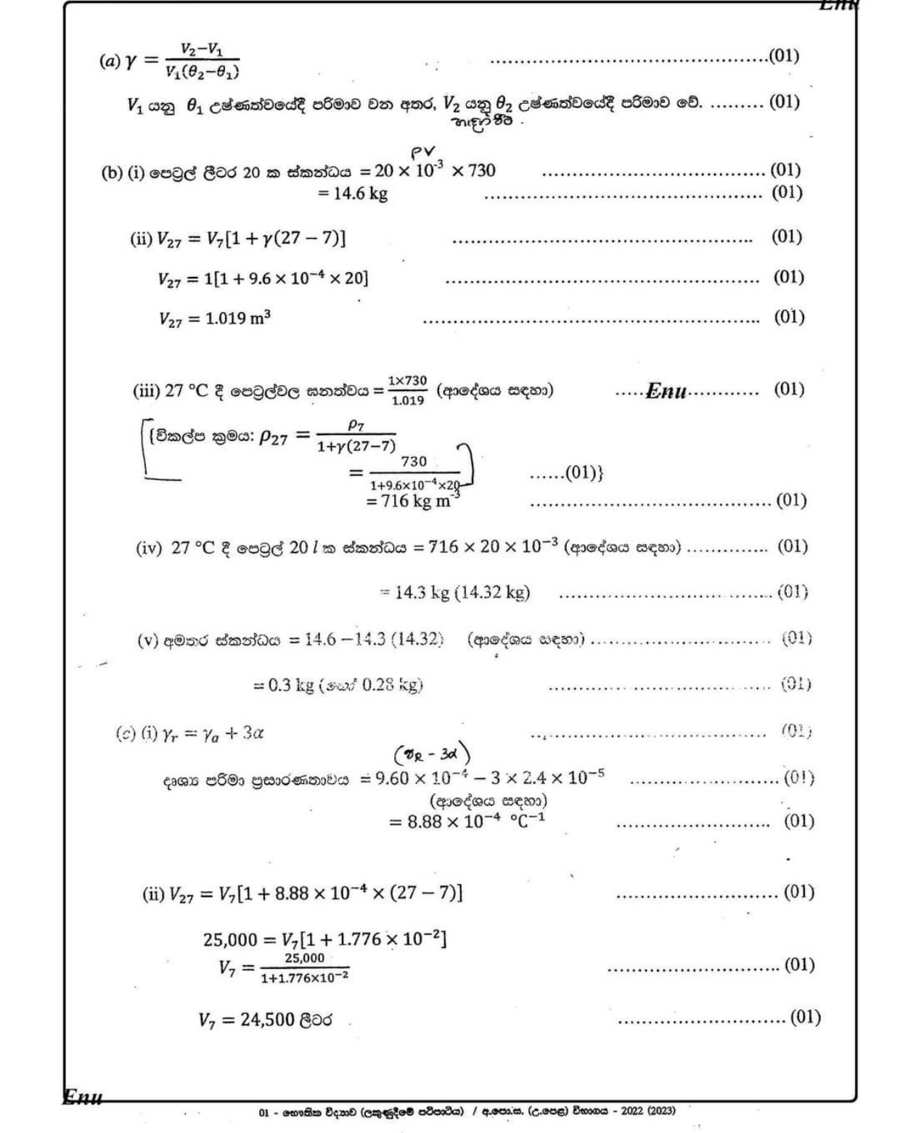 Enu
(a) γ = (V₂−V₁)/(V₁(θ₂−θ₁)) ................................................(01)
V₁ යනු θ₁ උෂ්ණත්වයේදී පරිමාව වන අතර, V₂ යනු θ₂ උෂ්ණත්වයේදී පරිමාව වේ. ......... (01)
හැඳින්වීම
ρV
(b) (i) පෙට්‍රල් ලීටර 20 ක ස්කන්ධය = 20 × 10⁻³ × 730 ...................................... (01)
= 14.6 kg ................................................ (01)
(ii) V₂₇ = V₇[1 + γ(27 − 7)] ................................................ (01)
V₂₇ = 1[1 + 9.6 × 10⁻⁴ × 20] ................................................ (01)
V₂₇ = 1.019 m³ ................................................ (01)
(iii) 27 °C දී පෙට්‍රල්වල ඝනත්වය = 1×730/1.019 (ආදේශය සඳහා) .....Enu............ (01)
{විකල්ප ක්‍රමය: ρ₂₇ = ρ₇/(1+γ(27−7))
= 730/(1+9.6×10⁻⁴×20) ......(01)}
= 716 kg m⁻³ ...................................... (01)
(iv) 27 °C දී පෙට්‍රල් 20 l ක ස්කන්ධය = 716 × 20 × 10⁻³ (ආදේශය සඳහා) .............. (01)
= 14.3 kg (14.32 kg) .................................. (01)
(v) අමතර ස්කන්ධය = 14.6 −14.3 (14.32) (ආදේශය සඳහා) ............................ (01)
= 0.3 kg (හෝ 0.28 kg) ................................... (01)
(c) (i) γᵣ = γₐ + 3α ..................................... (01)
(γR - 3α)
දෘශ්‍ය පරිමා ප්‍රසාරණතාවය = 9.60 × 10⁻⁴ − 3 × 2.4 × 10⁻⁵ ........................ (01)
(ආදේශය සඳහා)
= 8.88 × 10⁻⁴ °C⁻¹ .......................... (01)
(ii) V₂₇ = V₇[1 + 8.88 × 10⁻⁴ × (27 − 7)] .......................... (01)
25,000 = V₇[1 + 1.776 × 10⁻²]
V₇ = 25,000/(1+1.776×10⁻²) ............................ (01)
V₇ = 24,500 ලීටර ............................ (01)
Enu
01 - භෞතික විද්‍යාව (ලකුණුදීමේ පටිපාටිය) / අ.පො.ස. (උ.පෙළ) විභාගය - 2022 (2023)